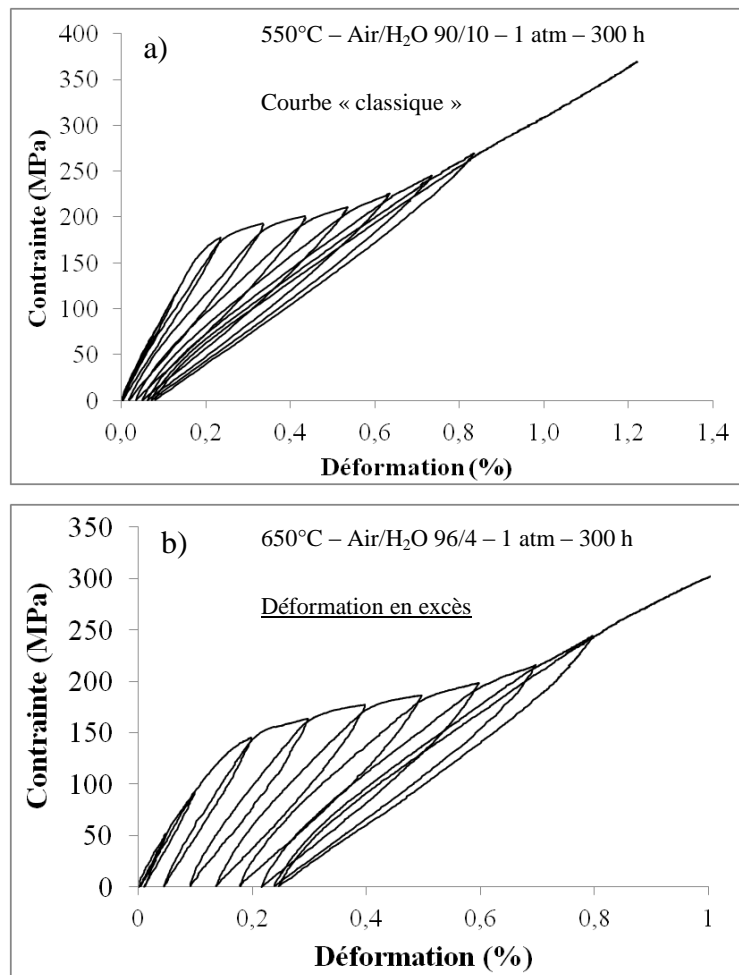 a)
550°C – Air/H₂O 90/10 – 1 atm – 300 h
Courbe « classique »
Contrainte (MPa)
400
350
300
250
200
150
100
50
0
0,0 0,2 0,4 0,6 0,8 1,0 1,2 1,4
Déformation (%)
b)
650°C – Air/H₂O 96/4 – 1 atm – 300 h
Déformation en excès
Contrainte (MPa)
350
300
250
200
150
100
50
0
0 0,2 0,4 0,6 0,8 1
Déformation (%)